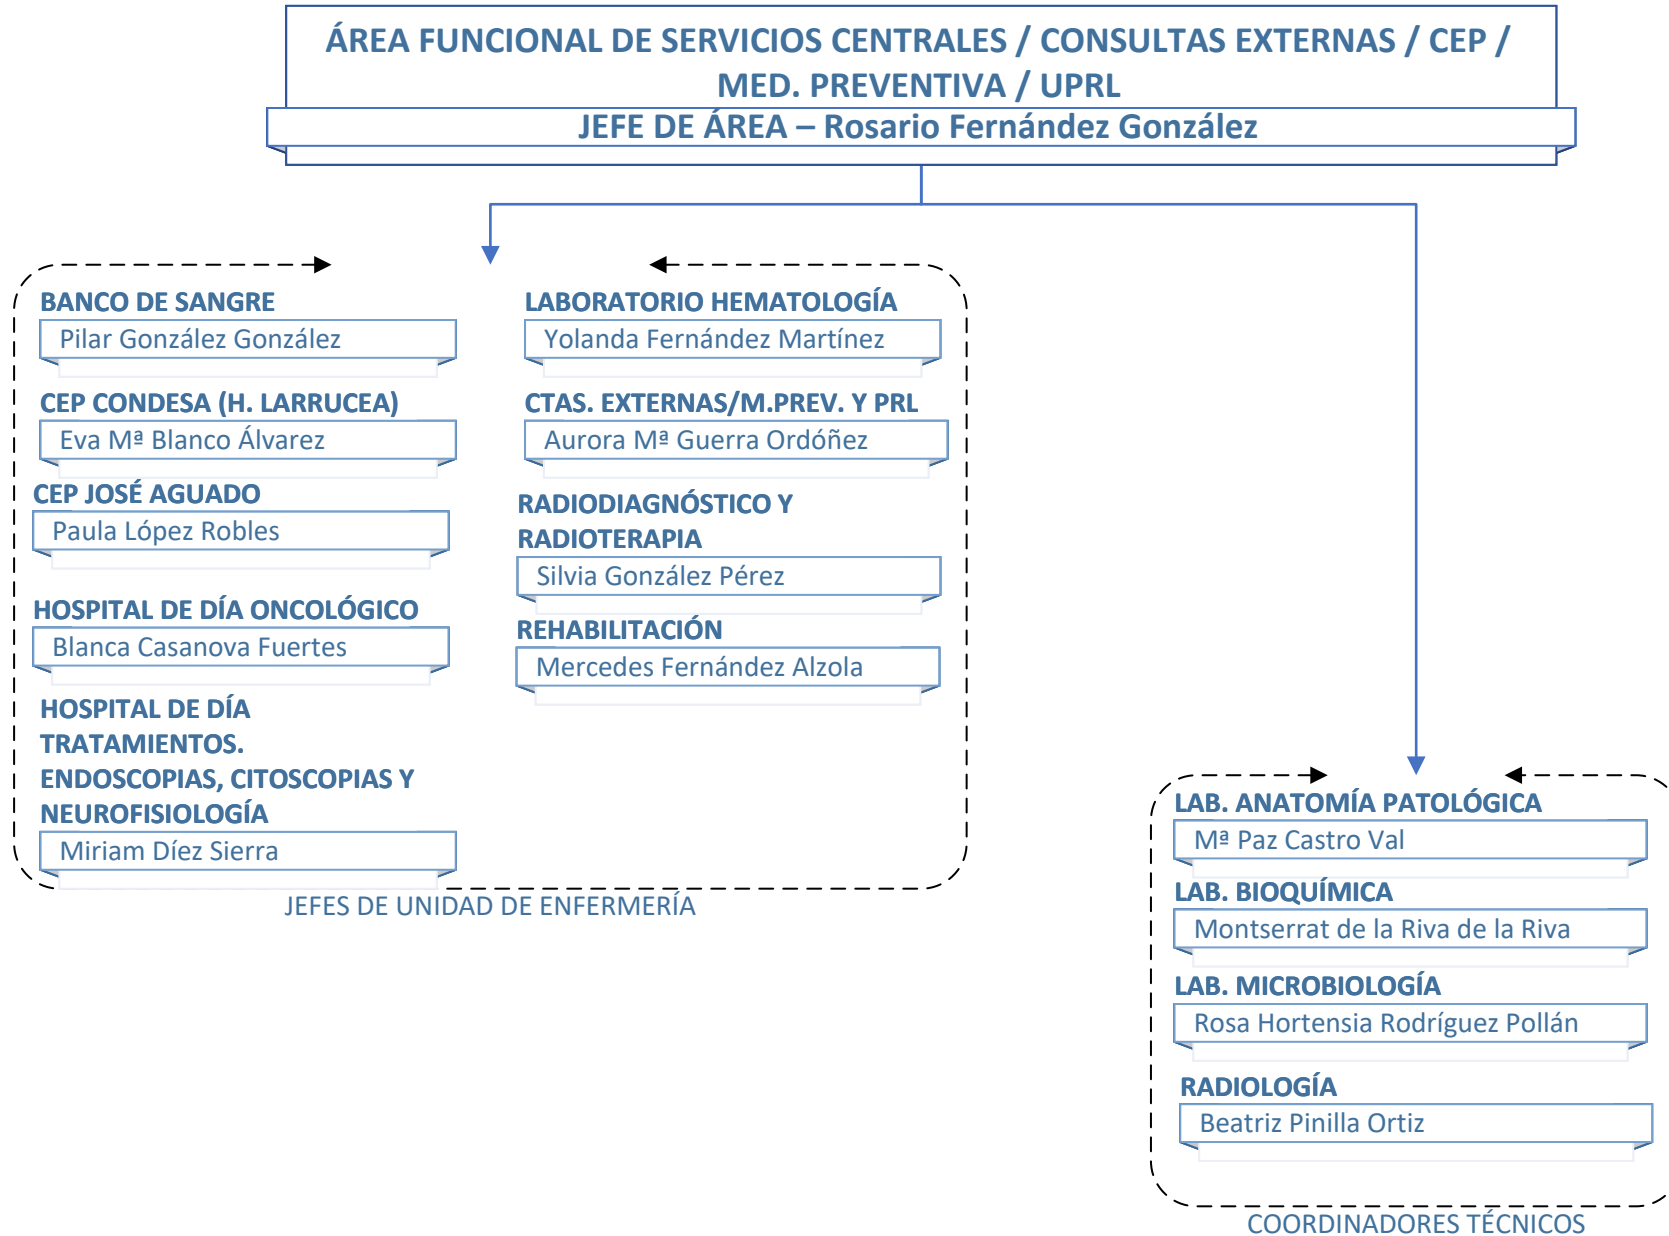 ÁREA FUNCIONAL DE SERVICIOS CENTRALES / CONSULTAS EXTERNAS / CEP /
MED. PREVENTIVA / UPRL
JEFE DE ÁREA – Rosario Fernández González
BANCO DE SANGRE
Pilar González González
CEP CONDESA (H. LARRUCEA)
Eva Mª Blanco Álvarez
CEP JOSÉ AGUADO
Paula López Robles
HOSPITAL DE DÍA ONCOLÓGICO
Blanca Casanova Fuertes
HOSPITAL DE DÍA
TRATAMIENTOS.
ENDOSCOPIAS, CITOSCOPIAS Y
NEUROFISIOLOGÍA
Miriam Díez Sierra
LABORATORIO HEMATOLOGÍA
Yolanda Fernández Martínez
CTAS. EXTERNAS/M.PREV. Y PRL
Aurora Mª Guerra Ordóñez
RADIODIAGNÓSTICO Y
RADIOTERAPIA
Silvia González Pérez
REHABILITACIÓN
Mercedes Fernández Alzola
JEFES DE UNIDAD DE ENFERMERÍA
LAB. ANATOMÍA PATOLÓGICA
Mª Paz Castro Val
LAB. BIOQUÍMICA
Montserrat de la Riva de la Riva
LAB. MICROBIOLOGÍA
Rosa Hortensia Rodríguez Pollán
RADIOLOGÍA
Beatriz Pinilla Ortiz
COORDINADORES TÉCNICOS